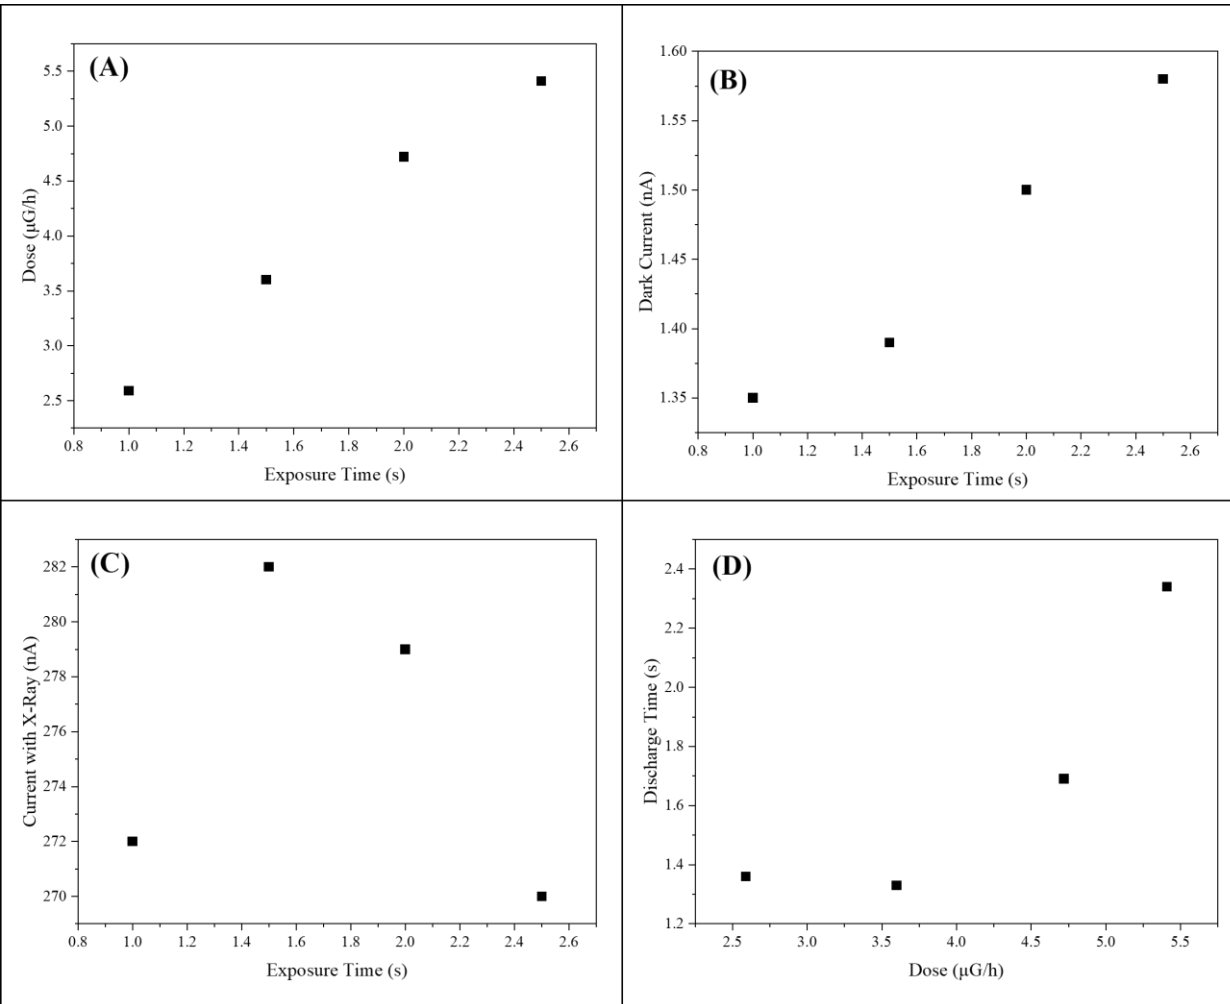 (A)
5.5
5.0
4.5
4.0
3.5
3.0
2.5
Dose (μG/h)
0.8 1.0 1.2 1.4 1.6 1.8 2.0 2.2 2.4 2.6
Exposure Time (s)
(B)
1.60
1.55
1.50
1.45
1.40
1.35
Dark Current (nA)
0.8 1.0 1.2 1.4 1.6 1.8 2.0 2.2 2.4 2.6
Exposure Time (s)
(C)
282
280
278
276
274
272
270
Current with X-Ray (nA)
0.8 1.0 1.2 1.4 1.6 1.8 2.0 2.2 2.4 2.6
Exposure Time (s)
(D)
2.4
2.2
2.0
1.8
1.6
1.4
1.2
Discharge Time (s)
2.5 3.0 3.5 4.0 4.5 5.0 5.5
Dose (μG/h)